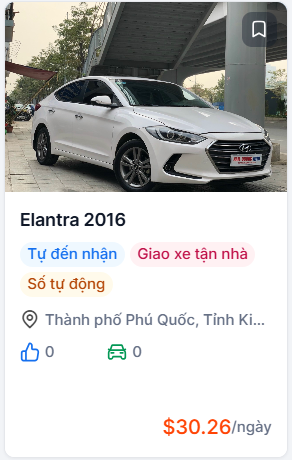 Elantra 2016
Tự đến nhận Giao xe tận nhà
Số tự động
Thành phố Phú Quốc, Tỉnh Ki...
0 0
$30.26/ngày